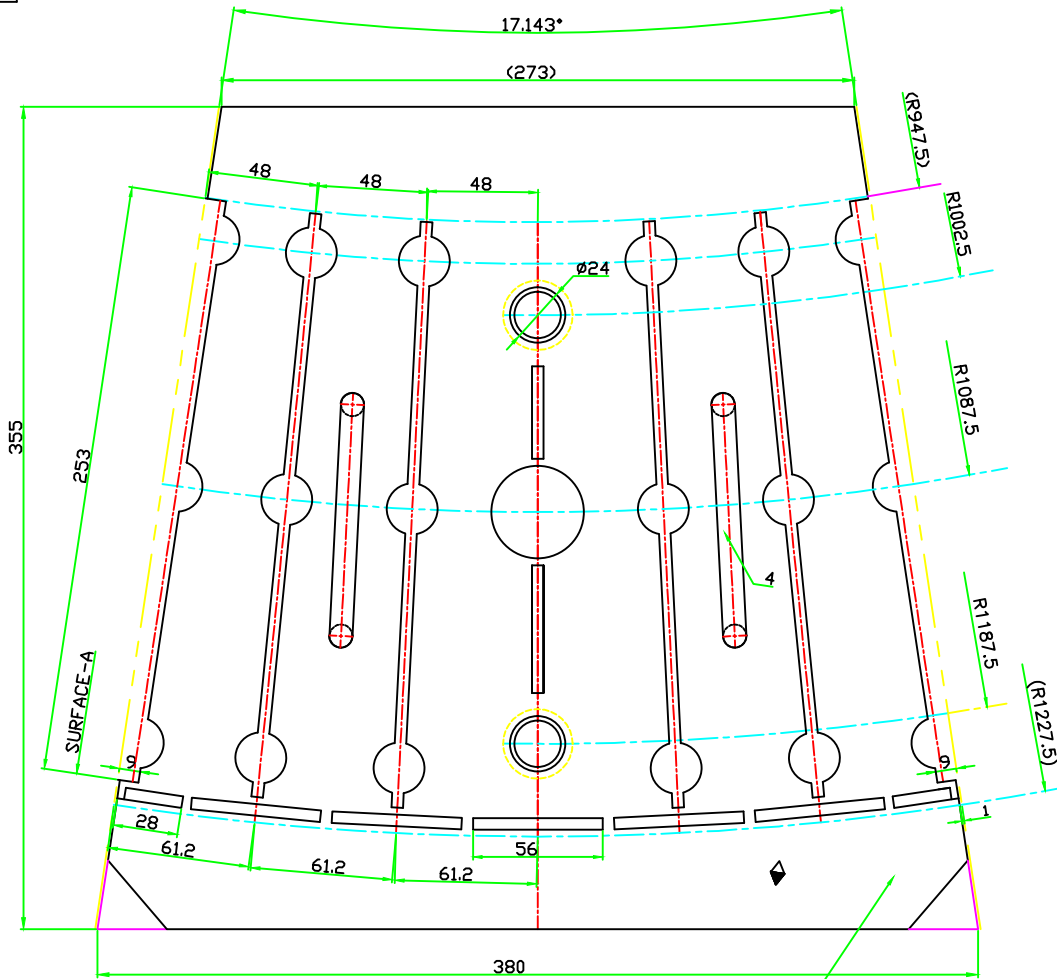 17.143°
(273)
(R947.5)
48
48
48
R1002.5
ø24
R1087.5
355
253
4
R1187.5
SURFACE-A
(R1227.5)
9
9
28
1
61.2
56
61.2
61.2
380